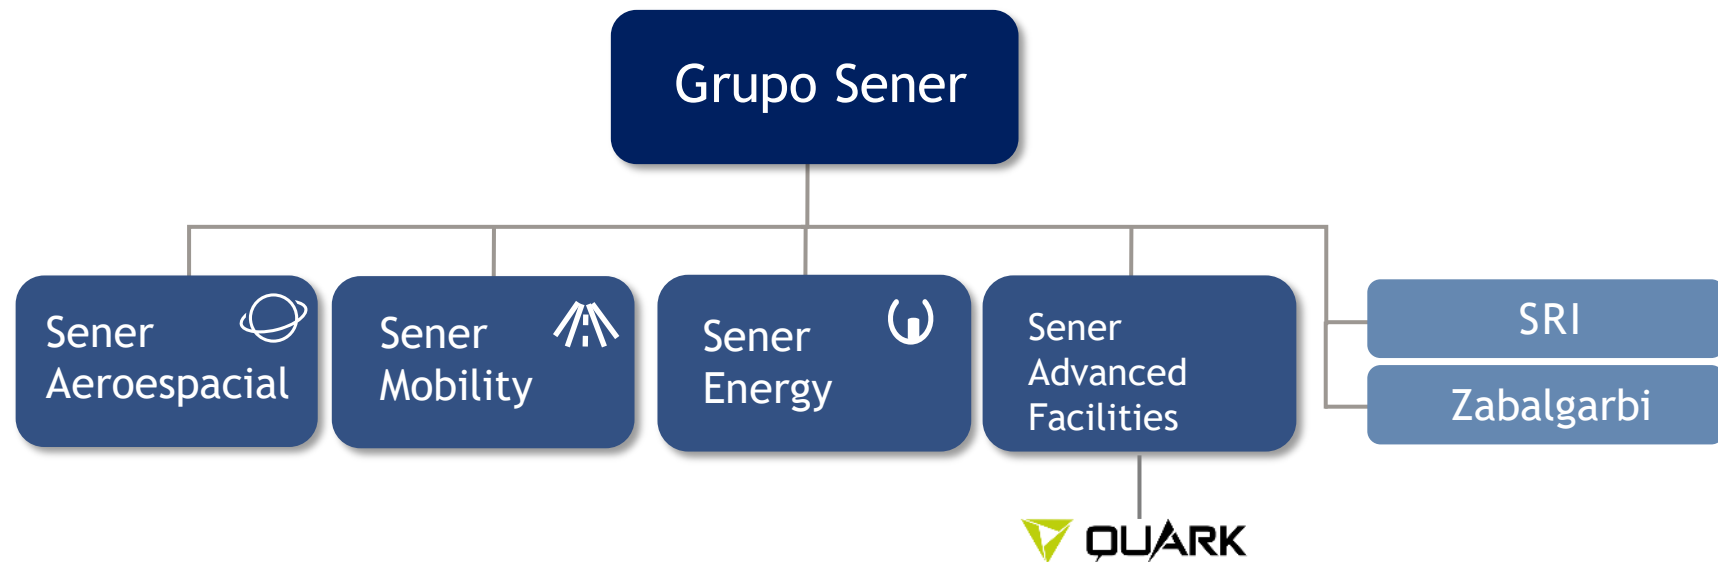 Grupo Sener
Sener
Aeroespacial
Sener
Mobility
Sener
Energy
Sener
Advanced
Facilities
SRI
Zabalgarbi
QUARK